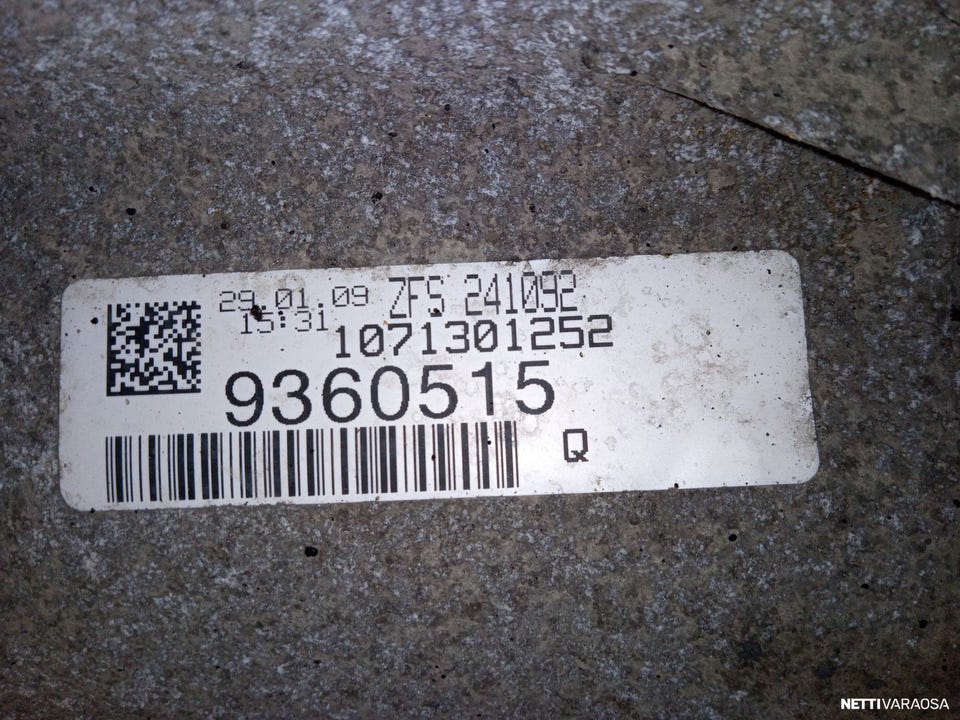 29.01.09 ZFS 241092
15:31
1071301252
9360515
Q
NETTIVARAOSA